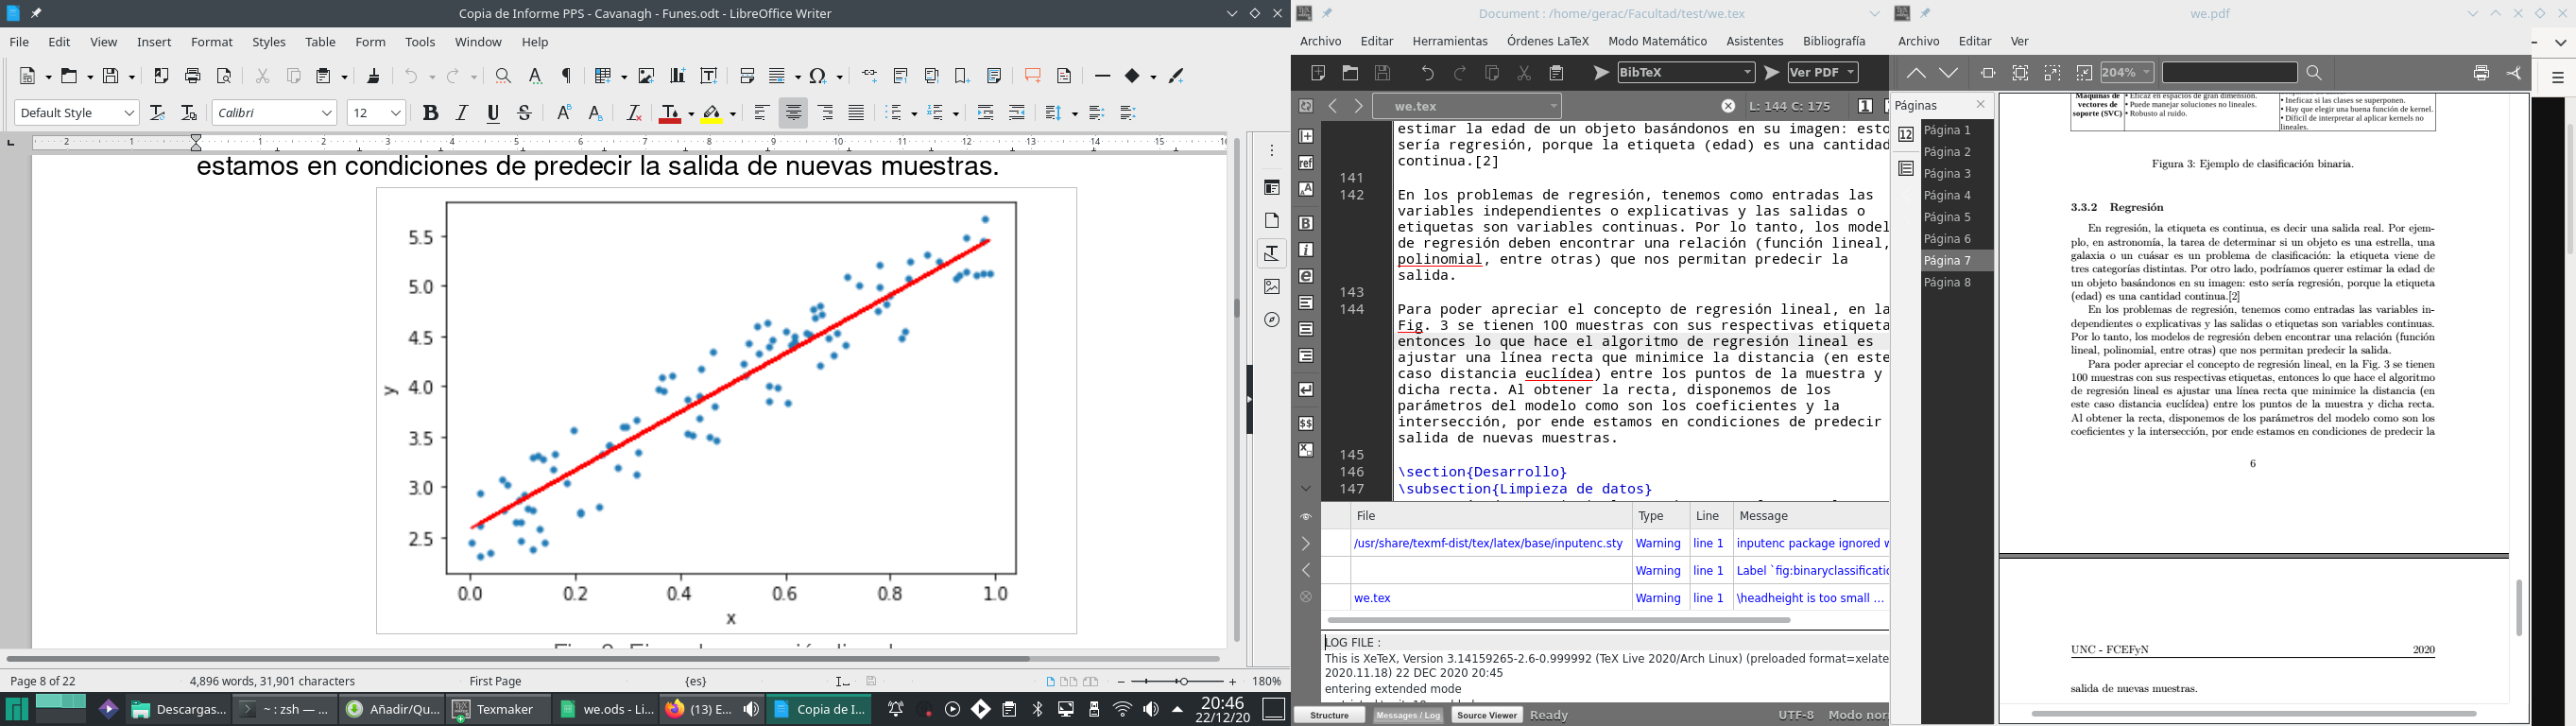 Copia de Informe PPS - Cavanagh - Funes.odt - LibreOffice Writer
File Edit View Insert Format Styles Table Form Tools Window Help
Default Style
Calibri
12
2 1 1 2 3 4 5 6 7 8 9 10 11 12 13 14 15
estamos en condiciones de predecir la salida de nuevas muestras.
5.5
5.0
4.5
4.0
3.5
3.0
2.5
y
0.0 0.2 0.4 0.6 0.8 1.0
x
Page 8 of 22
4,896 words, 31,901 characters
First Page
{es}
180%
Descargas...
~ : zsh — ...
Añadir/Qu...
Texmaker
we.ods - Li...
(13) E...
Copia de I...
20:46
22/12/20
Document : /home/gerac/Facultad/test/we.tex
Archivo Editar Herramientas Órdenes LaTeX Modo Matemático Asistentes Bibliografía
BibTeX
Ver PDF
we.tex
L: 144 C: 175
estimar la edad de un objeto basándonos en su imagen: esto
sería regresión, porque la etiqueta (edad) es una cantidad
continua.[2]
141
142 En los problemas de regresión, tenemos como entradas las
variables independientes o explicativas y las salidas o
etiquetas son variables continuas. Por lo tanto, los model
de regresión deben encontrar una relación (función lineal,
polinomial, entre otras) que nos permitan predecir la
salida.
143
144 Para poder apreciar el concepto de regresión lineal, en la
Fig. 3 se tienen 100 muestras con sus respectivas etiqueta
entonces lo que hace el algoritmo de regresión lineal es
ajustar una línea recta que minimice la distancia (en este
caso distancia euclídea) entre los puntos de la muestra y
dicha recta. Al obtener la recta, disponemos de los
parámetros del modelo como son los coeficientes y la
intersección, por ende estamos en condiciones de predecir
salida de nuevas muestras.
145
146 \section{Desarrollo}
147 \subsection{Limpieza de datos}
File Type Line Message
/usr/share/texmf-dist/tex/latex/base/inputenc.sty Warning line 1 inputenc package ignored w
Warning line 1 Label `fig:binaryclassificatio
we.tex Warning line 1 \headheight is too small ...
LOG FILE :
This is XeTeX, Version 3.14159265-2.6-0.999992 (TeX Live 2020/Arch Linux) (preloaded format=xelate
2020.11.18) 22 DEC 2020 20:45
entering extended mode
Structure
Messages / Log
Source Viewer
Ready
UTF-8
Modo nor
we.pdf
Archivo Editar Ver
204%
Páginas
Página 1
Página 2
Página 3
Página 4
Página 5
Página 6
Página 7
Página 8
Máquinas de
vectores de
soporte (SVC)
• Eficaz en espacios de gran dimensión.
• Puede manejar soluciones no lineales.
• Robusto al ruido.
• Ineficaz si las clases se superponen.
• Hay que elegir una buena función de kernel.
• Difícil de interpretar al aplicar kernels no
lineales.
Figura 3: Ejemplo de clasificación binaria.
3.3.2 Regresión
En regresión, la etiqueta es continua, es decir una salida real. Por ejem-
plo, en astronomía, la tarea de determinar si un objeto es una estrella, una
galaxia o un cuásar es un problema de clasificación: la etiqueta viene de
tres categorías distintas. Por otro lado, podríamos querer estimar la edad de
un objeto basándonos en su imagen: esto sería regresión, porque la etiqueta
(edad) es una cantidad continua.[2]
En los problemas de regresión, tenemos como entradas las variables in-
dependientes o explicativas y las salidas o etiquetas son variables continuas.
Por lo tanto, los modelos de regresión deben encontrar una relación (función
lineal, polinomial, entre otras) que nos permitan predecir la salida.
Para poder apreciar el concepto de regresión lineal, en la Fig. 3 se tienen
100 muestras con sus respectivas etiquetas, entonces lo que hace el algoritmo
de regresión lineal es ajustar una línea recta que minimice la distancia (en
este caso distancia euclídea) entre los puntos de la muestra y dicha recta.
Al obtener la recta, disponemos de los parámetros del modelo como son los
coeficientes y la intersección, por ende estamos en condiciones de predecir la
6
UNC - FCEFyN 2020
salida de nuevas muestras.